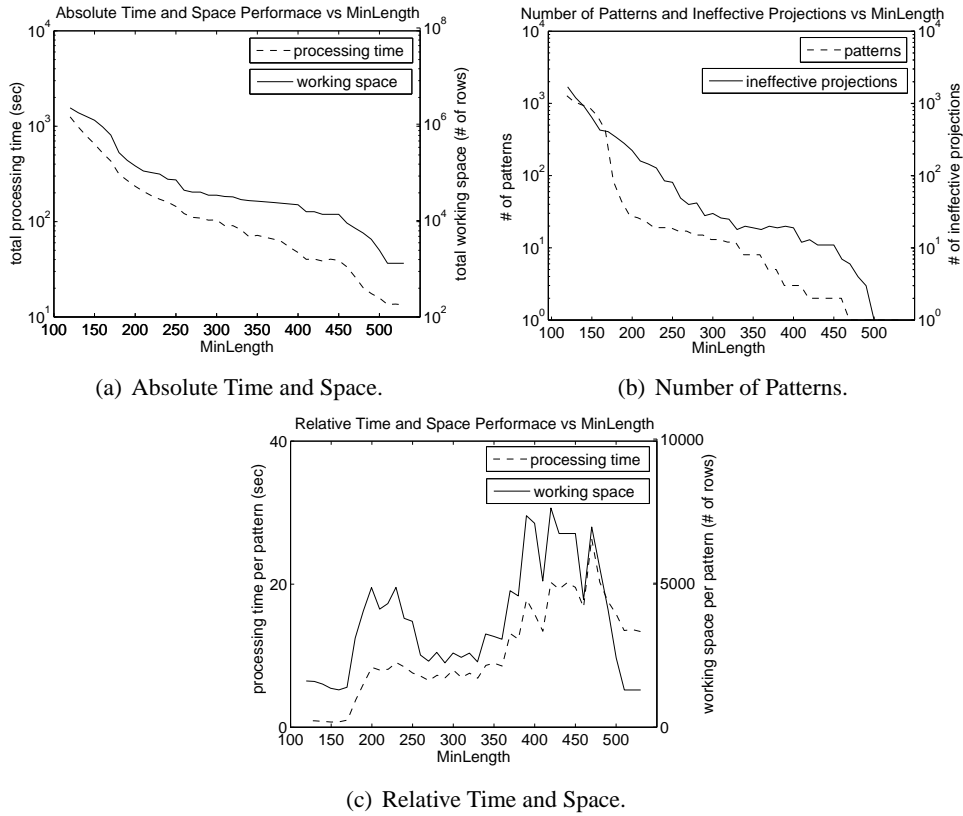 Absolute Time and Space Performace vs MinLength
10^4
10^3
10^2
10^1
total processing time (sec)
processing time
working space
10^8
10^6
10^4
10^2
total working space (# of rows)
100 150 200 250 300 350 400 450 500
MinLength
(a) Absolute Time and Space.
Number of Patterns and Ineffective Projections vs MinLength
10^4
10^3
10^2
10^1
10^0
# of patterns
patterns
ineffective projections
10^4
10^3
10^2
10^1
10^0
# of ineffective projections
100 150 200 250 300 350 400 450 500
MinLength
(b) Number of Patterns.
Relative Time and Space Performace vs MinLength
40
20
0
processing time per pattern (sec)
processing time
working space
10000
5000
0
working space per pattern (# of rows)
100 150 200 250 300 350 400 450 500
MinLength
(c) Relative Time and Space.